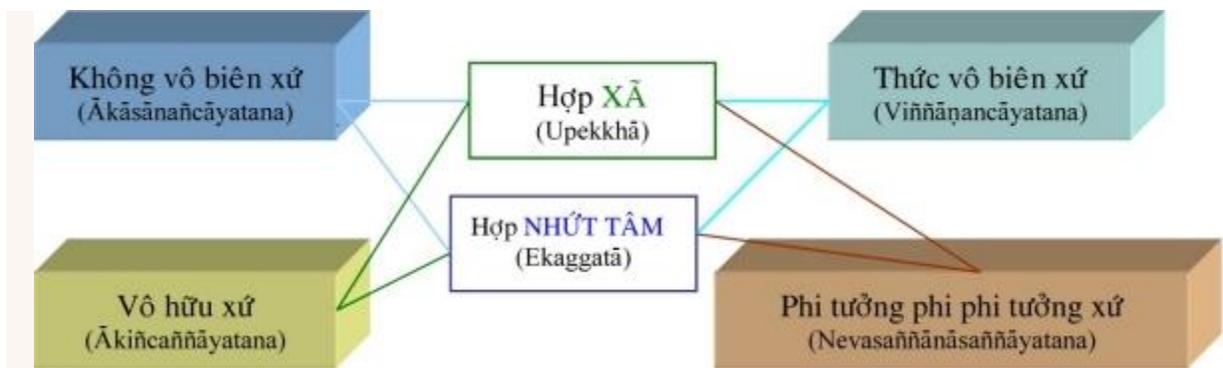 Không vô biên xứ
(Ākāsānañcāyatana)
Hợp XÃ
(Upekkhā)
Thức vô biên xứ
(Viññāṇancāyatana)
Hợp NHỨT TÂM
(Ekaggatā)
Vô hữu xứ
(Ākiñcaññāyatana)
Phi tưởng phi phi tưởng xứ
(Nevasaññānāsaññāyatana)